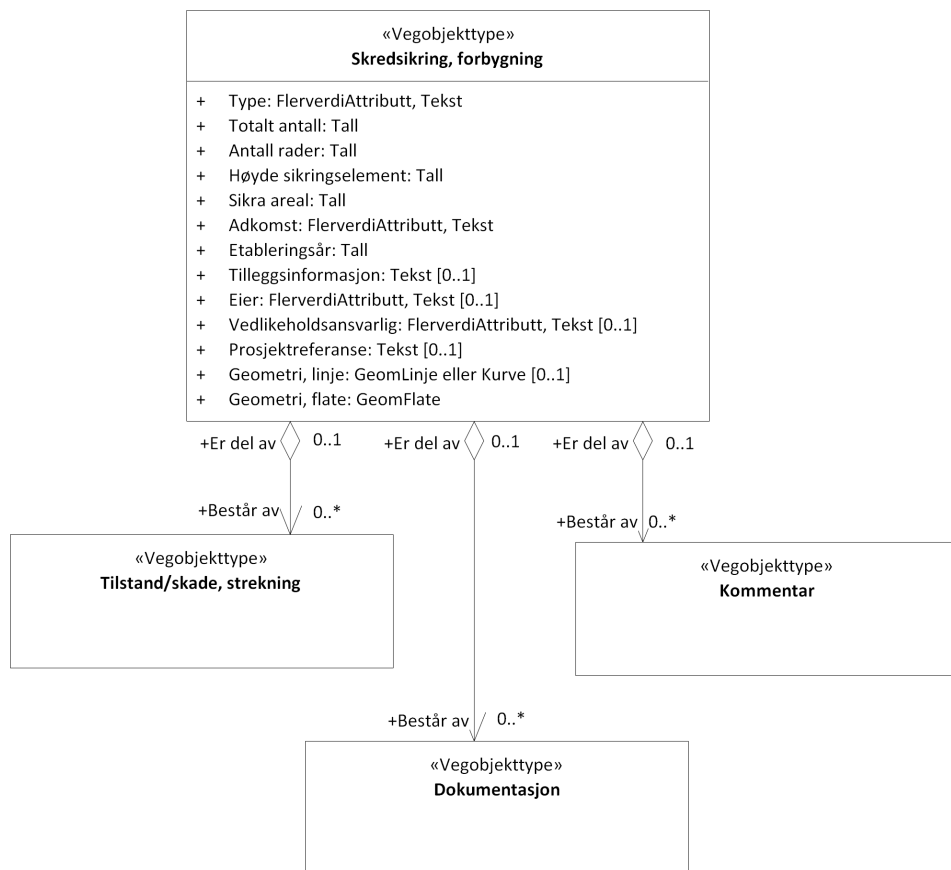 «Vegobjekttype»
Skredsikring, forbygning
+ Type: FlerverdiAttributt, Tekst
+ Totalt antall: Tall
+ Antall rader: Tall
+ Høyde sikringselement: Tall
+ Sikra areal: Tall
+ Adkomst: FlerverdiAttributt, Tekst
+ Etableringsår: Tall
+ Tilleggsinformasjon: Tekst [0..1]
+ Eier: FlerverdiAttributt, Tekst [0..1]
+ Vedlikeholdsansvarlig: FlerverdiAttributt, Tekst [0..1]
+ Prosjektreferanse: Tekst [0..1]
+ Geometri, linje: GeomLinje eller Kurve [0..1]
+ Geometri, flate: GeomFlate
+Er del av 0..1 +Er del av 0..1 +Er del av 0..1
+Består av 0..*
+Består av 0..*
«Vegobjekttype»
Tilstand/skade, strekning
«Vegobjekttype»
Kommentar
+Består av 0..*
«Vegobjekttype»
Dokumentasjon